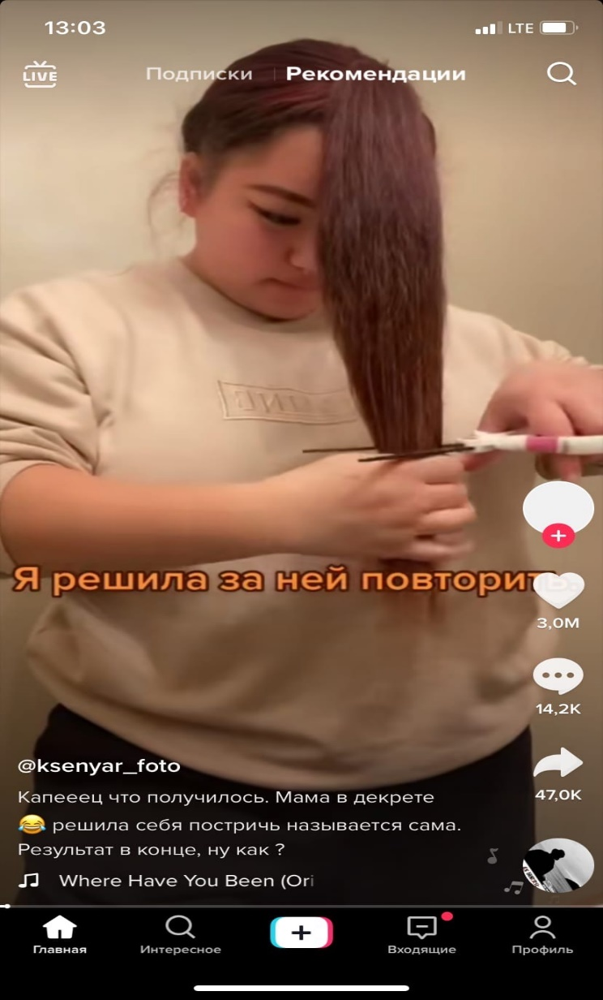 13:03
LTE
LIVE
Подписки
Рекомендации
Я решила за ней повторить.
3,0M
14,2K
47,0K
@ksenyar_foto
Капееец что получилось. Мама в декрете
😂 решила себя постричь называется сама.
Результат в конце, ну как ?
Where Have You Been (Ori
Главная
Интересное
Входящие
Профиль